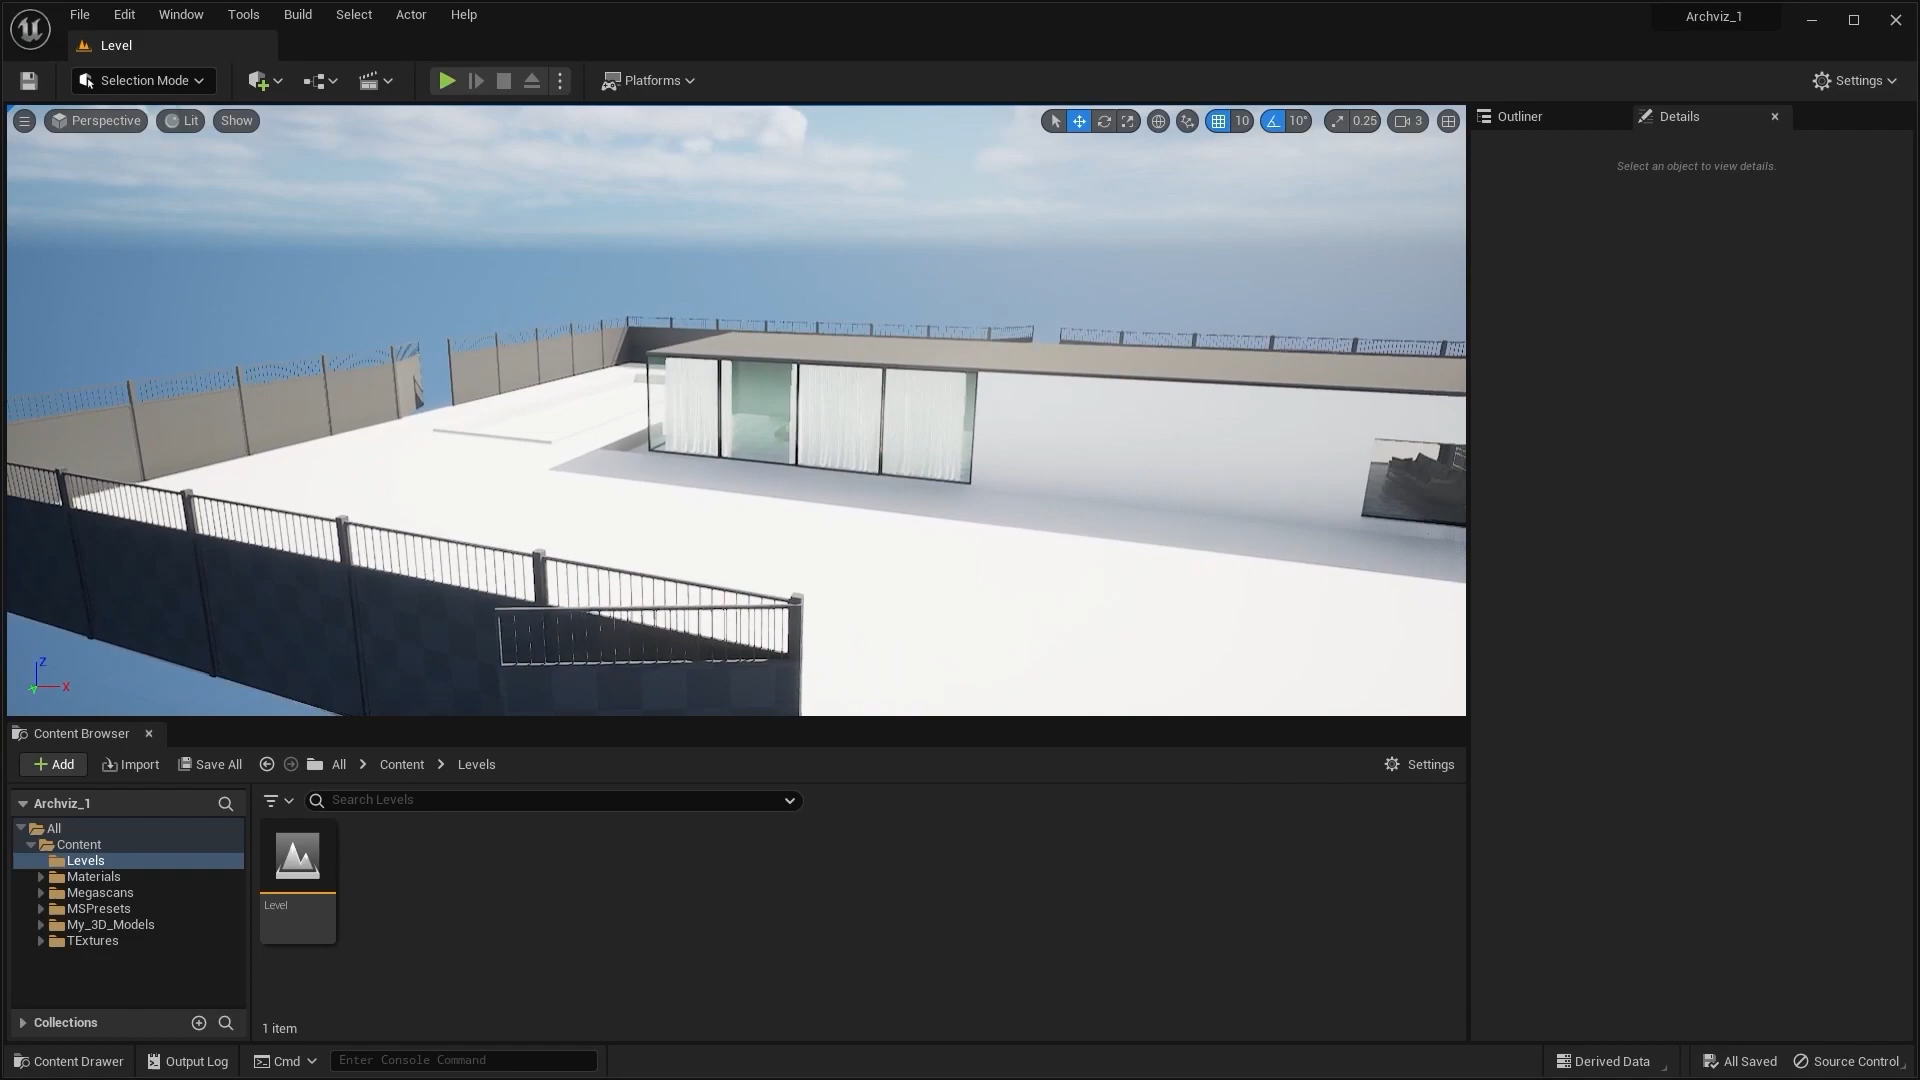 File Edit Window Tools Build Select Actor Help
Archviz_1
Level
Selection Mode
Platforms
Settings
Perspective Lit Show
10 10° 0.25 3
Outliner
Details
Select an object to view details.
Z
Y
X
Content Browser
Add Import Save All All Content Levels
Settings
Archviz_1
Search Levels
All
Content
Levels
Materials
Megascans
MSPresets
My_3D_Models
TExtures
Level
Collections
1 item
Content Drawer Output Log Cmd Enter Console Command
Derived Data All Saved Source Control